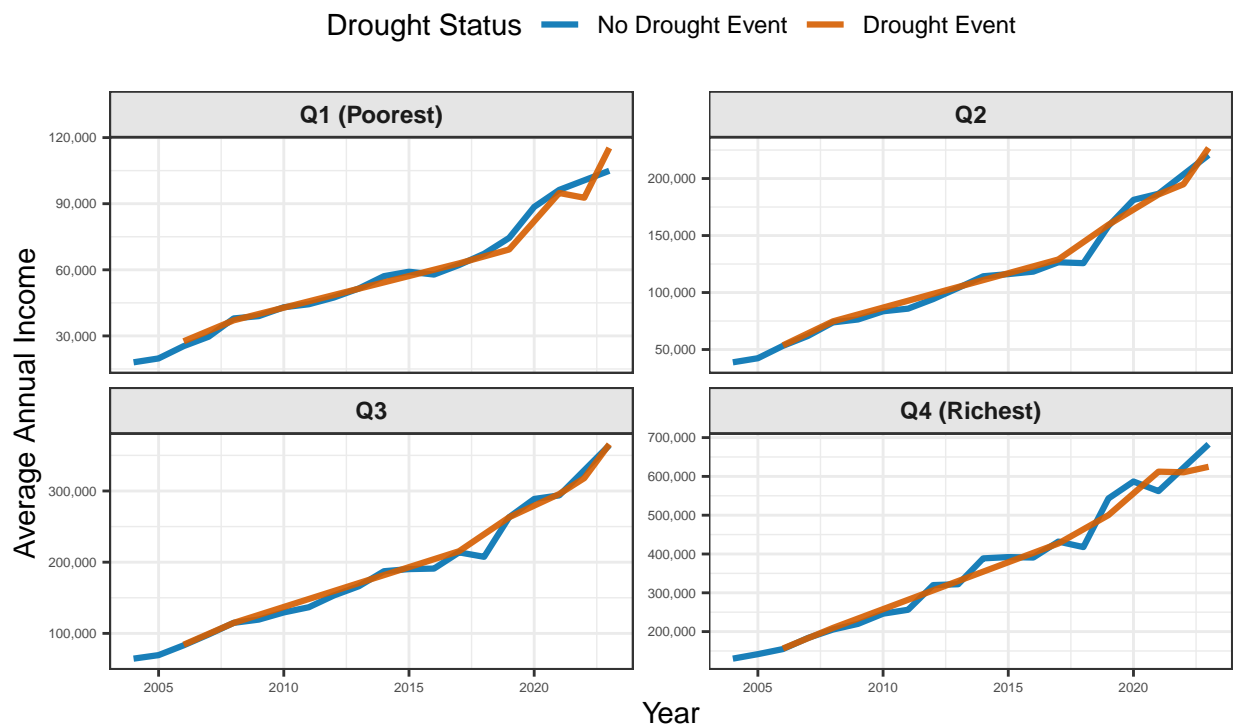 Drought Status No Drought Event Drought Event
Q1 (Poorest) Q2
120,000
90,000
60,000
30,000
200,000
150,000
100,000
50,000
Q3 Q4 (Richest)
300,000
200,000
100,000
700,000
600,000
500,000
400,000
300,000
200,000
2005 2010 2015 2020 2005 2010 2015 2020
Year
Average Annual Income